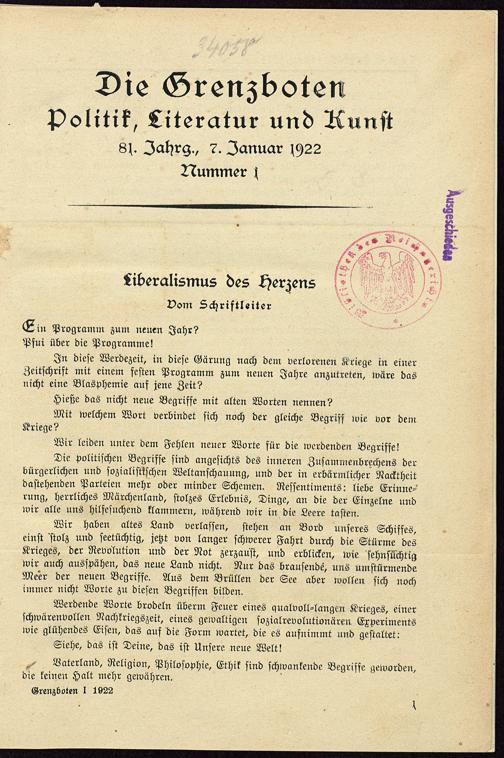 34058
Die Grenzboten
Politik, Literatur und Kunst
81. Jahrg., 7. Januar 1922
Nummer 1
Ausgeschieden
Bibliothek des Reichsgerichts
Liberalismus des Herzens
Vom Schriftleiter
Ein Programm zum neuen Jahr?
Pfui über die Programme!
In diese Werdezeit, in diese Gärung nach dem verlorenen Kriege in einer
Zeitschrift mit einem festen Programm zum neuen Jahre anzutreten, wäre das
nicht eine Blasphemie auf jene Zeit?
Hieße das nicht neue Begriffe mit alten Worten nennen?
Mit welchem Wort verbindet sich noch der gleiche Begriff wie vor dem
Kriege?
Wir leiden unter dem Fehlen neuer Worte für die werdenden Begriffe!
Die politischen Begriffe sind angesichts des inneren Zusammenbrechens der
bürgerlichen und sozialistischen Weltanschauung, und der in erbärmlicher Nacktheit
dastehenden Parteien mehr oder minder Schemen. Ressentiments: liebe Erinne-
rung, herrliches Märchenland, stolzes Erlebnis, Dinge, an die der Einzelne und
wir alle uns hilfesuchend klammern, während wir in die Leere tasten.
Wir haben altes Land verlassen, stehen an Bord unseres Schiffes,
einst stolz und seetüchtig, jetzt von langer schwerer Fahrt durch die Stürme des
Krieges, der Revolution und der Not zerzaust, und erblicken, wie sehnsüchtig
wir auch ausspähen, das neue Land nicht. Nur das brausende, uns umstürmende
Meer der neuen Begriffe. Aus dem Brüllen der See aber wollen sich noch
immer nicht Worte zu diesen Begriffen bilden.
Werdende Worte brodeln überm Feuer eines qualvoll-langen Krieges, einer
schwärenvollen Nachkriegszeit, eines gewaltigen sozialrevolutionären Experiments
wie glühendes Eisen, das auf die Form wartet, die es aufnimmt und gestaltet:
Siehe, das ist Deine, das ist Unsere neue Welt!
Vaterland, Religion, Philosophie, Ethik sind schwankende Begriffe geworden,
die keinen Halt mehr gewähren.
Grenzboten I 1922
1